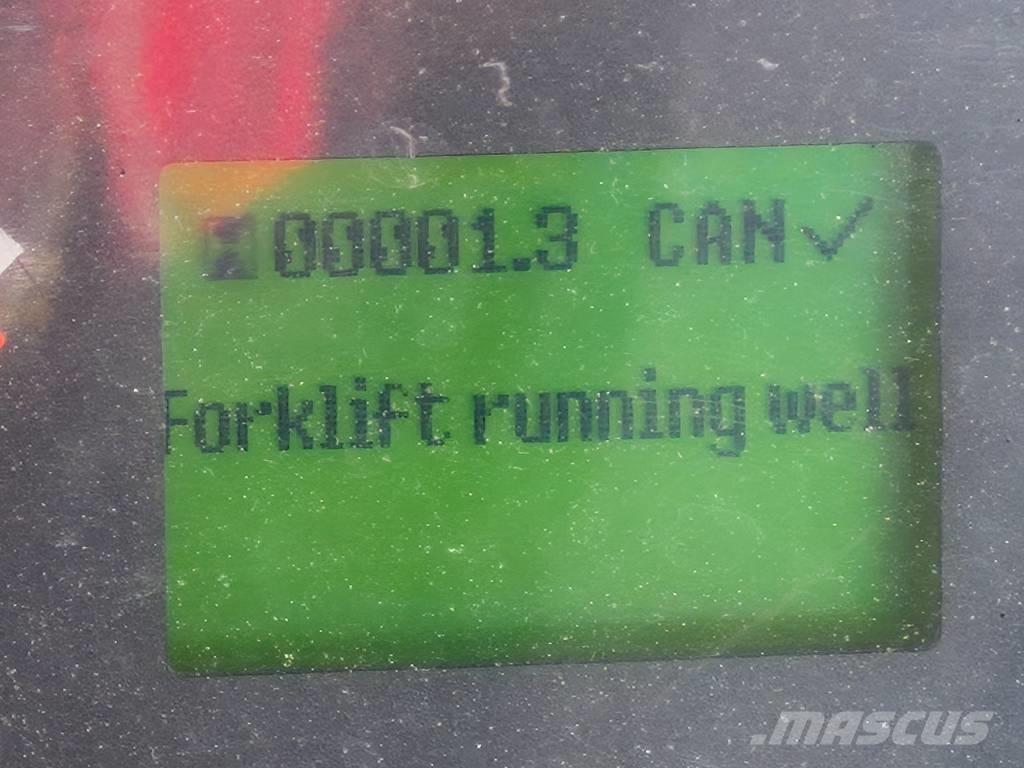 00001.3 CAN✓
Forklift running well
.MASCUS